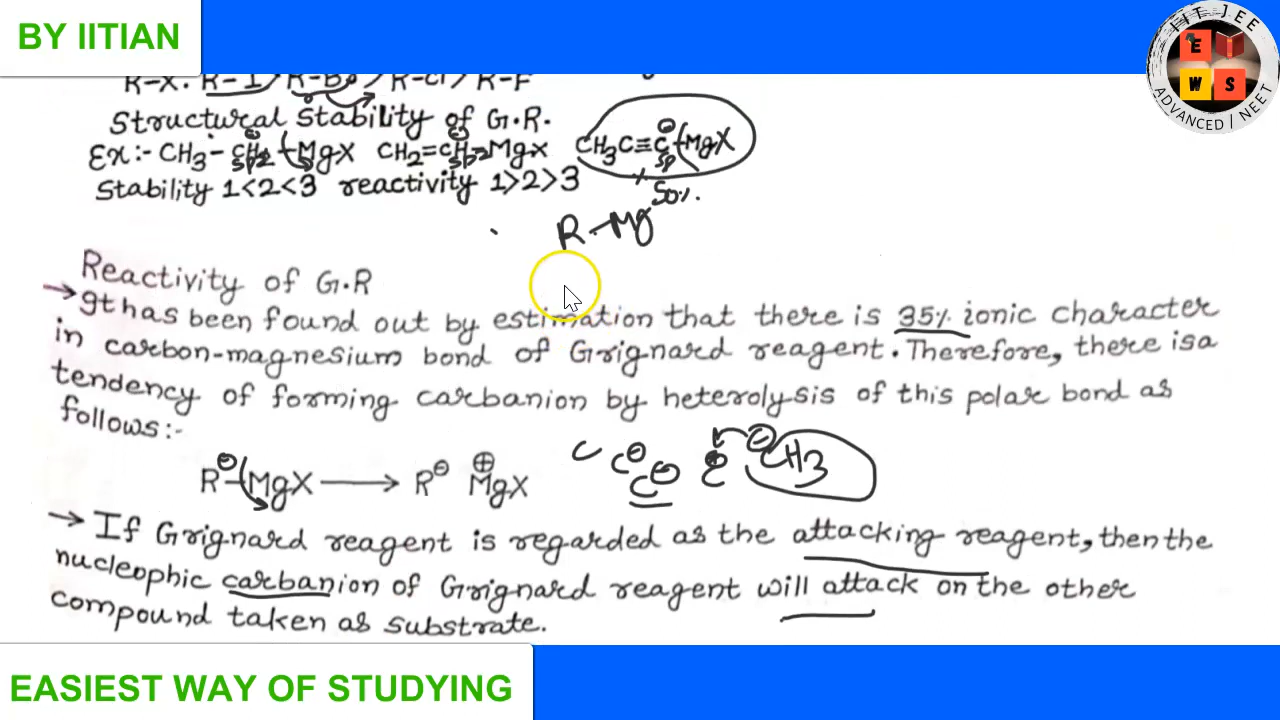 BY IITIAN
IIT JEE
E
W S
ADVANCED / NEET
R-X. R-I > R-Br > R-Cl > R-F
Structural Stability of G.R.
Ex:- CH3-CH2-MgX CH2=CH-MgX CH3C≡C-MgX
sp2 sp2 sp
Stability 1<2<3 reactivity 1>2>3
50%.
R-Mg
Reactivity of G.R
→ It has been found out by estimation that there is 35% ionic character
in carbon-magnesium bond of Grignard reagent. Therefore, there is a
tendency of forming carbanion by heterolysis of this polar bond as
follows:-
R⊖-MgX ⟶ R⊖ ⊕MgX C C⊖ C⊖ C⊕ ⊖CH3
→ If Grignard reagent is regarded as the attacking reagent, then the
nucleophic carbanion of Grignard reagent will attack on the other
compound taken as substrate.
EASIEST WAY OF STUDYING